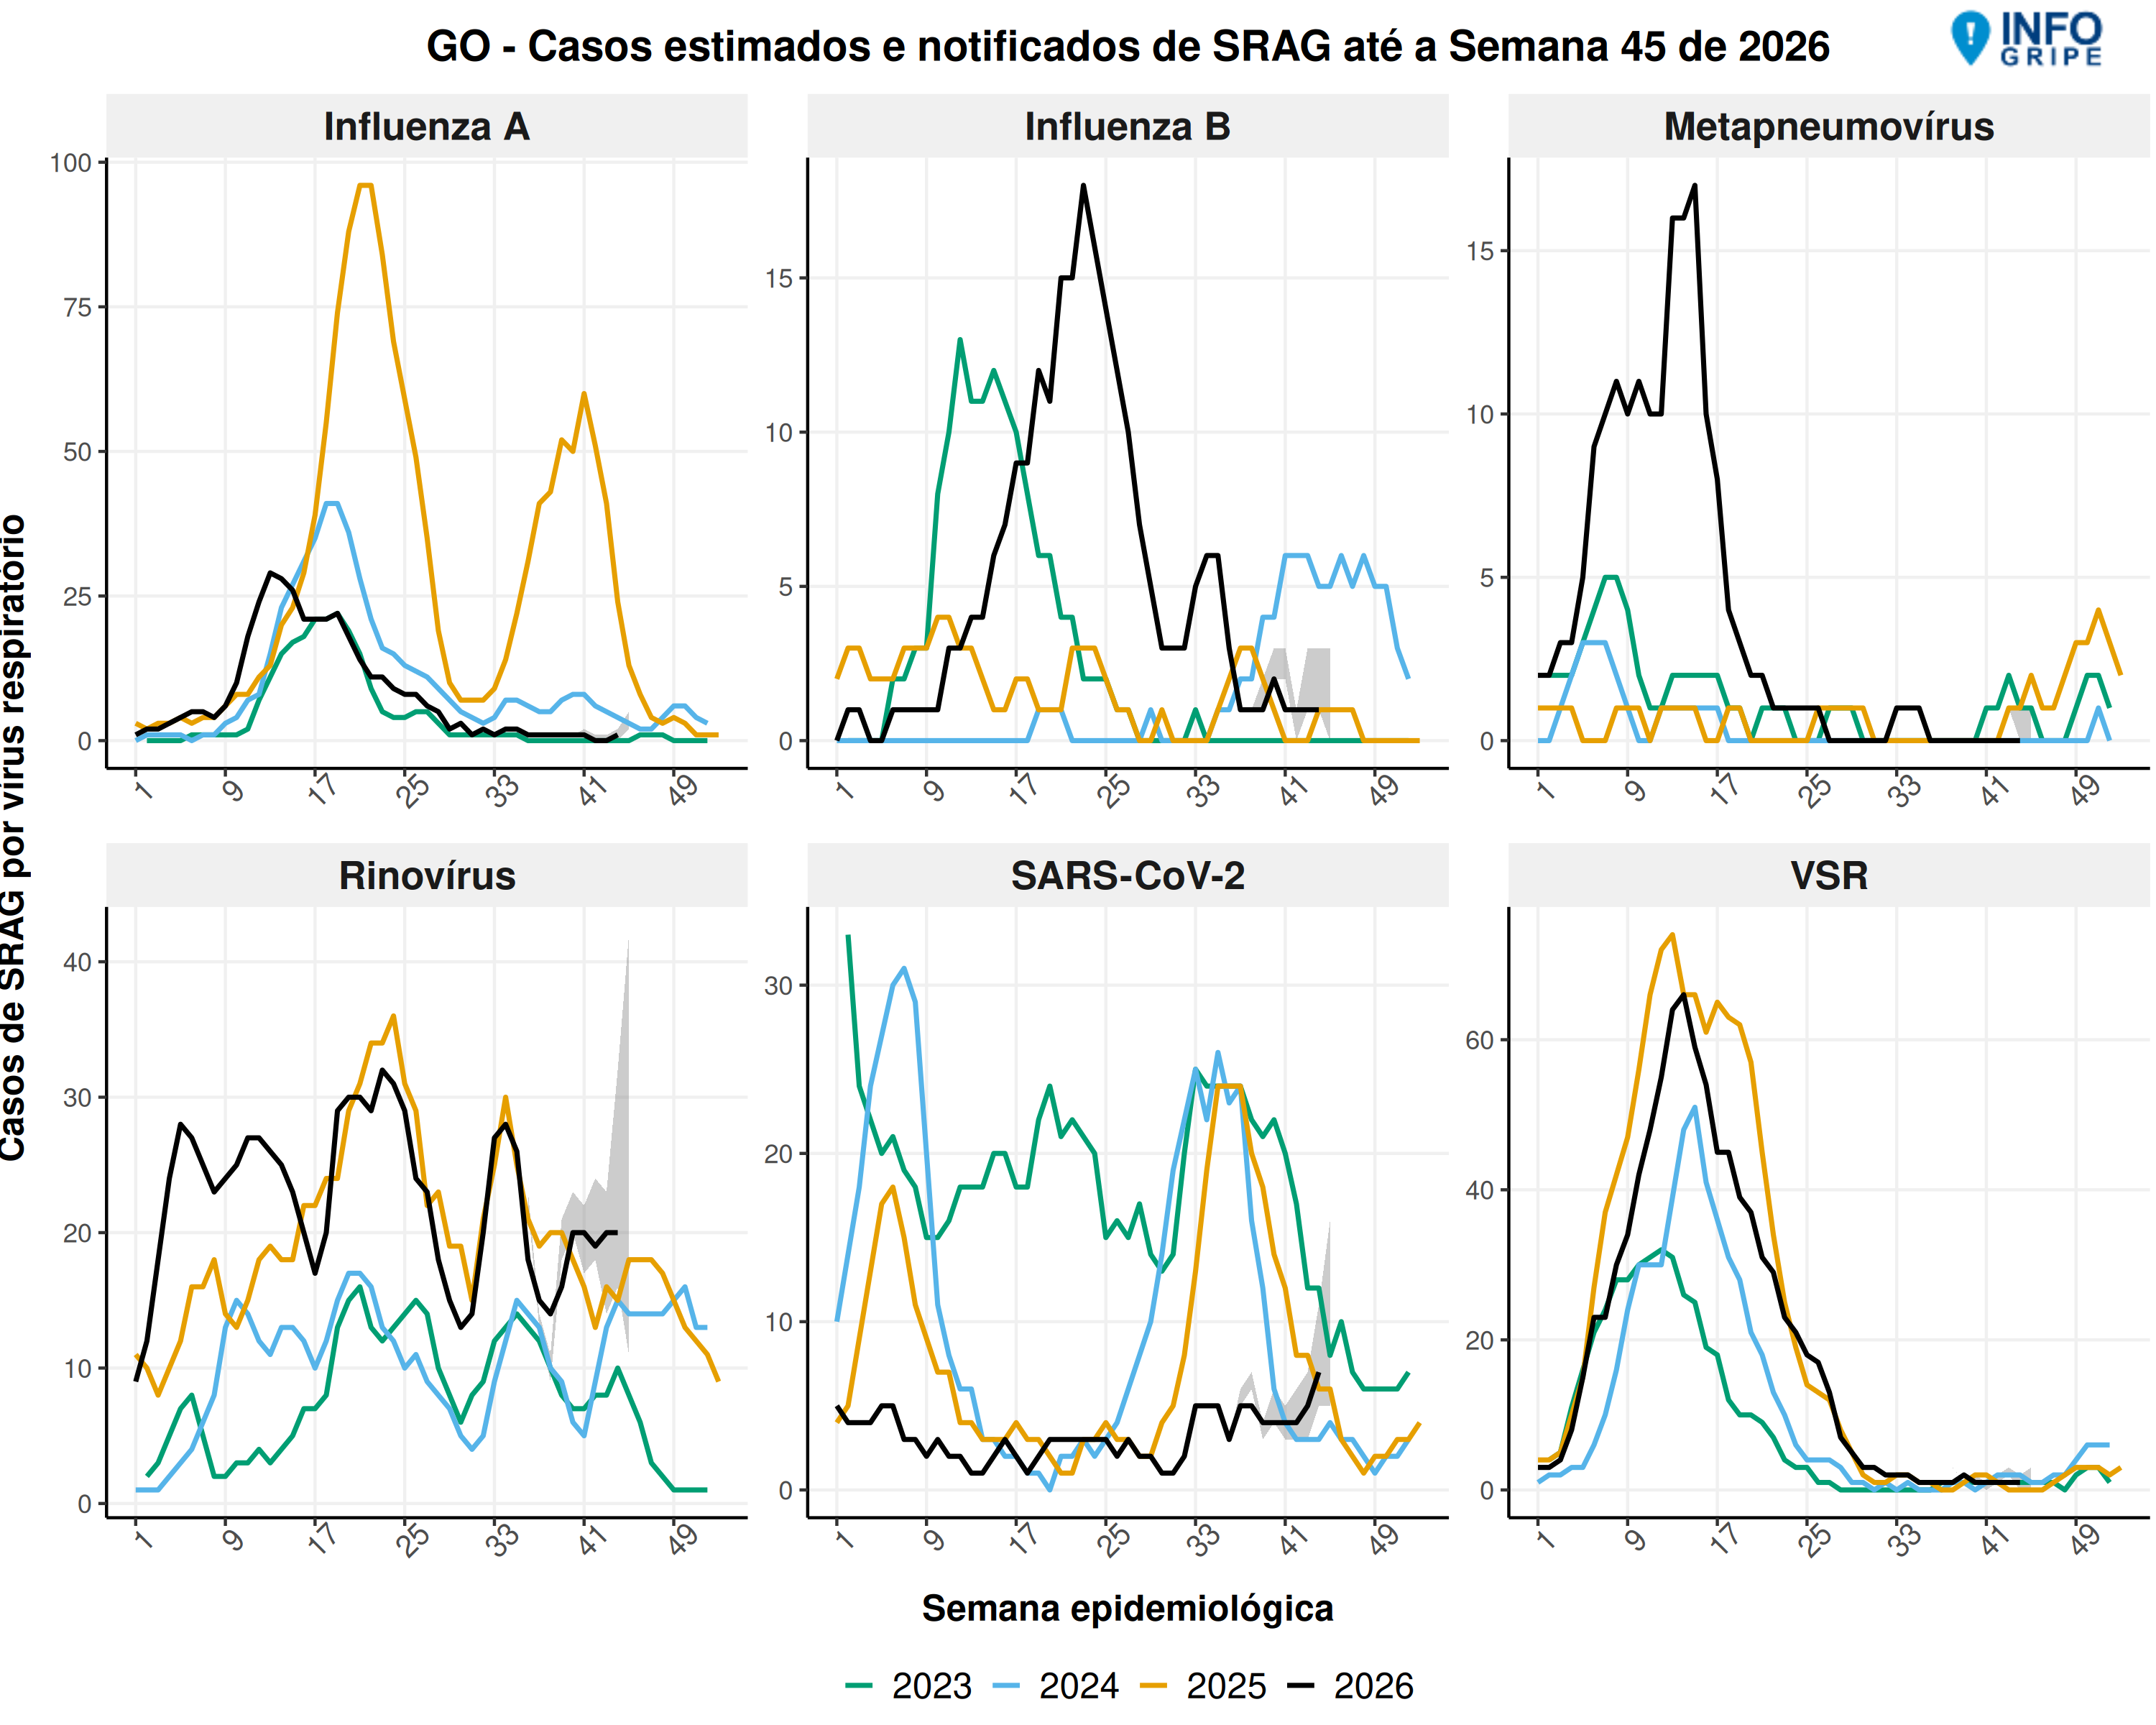 GO - Casos estimados e notificados de SRAG até a Semana 45 de 2026
INFO
GRIPE
Influenza A
Influenza B
Metapneumovírus
100
75
50
25
0
15
10
5
0
15
10
5
0
1 9 17 25 33 41 49
1 9 17 25 33 41 49
1 9 17 25 33 41 49
Casos de SRAG por vírus respiratório
Rinovírus
SARS-CoV-2
VSR
40
30
20
10
0
30
20
10
0
60
40
20
0
1 9 17 25 33 41 49
1 9 17 25 33 41 49
1 9 17 25 33 41 49
Semana epidemiológica
2023 2024 2025 2026